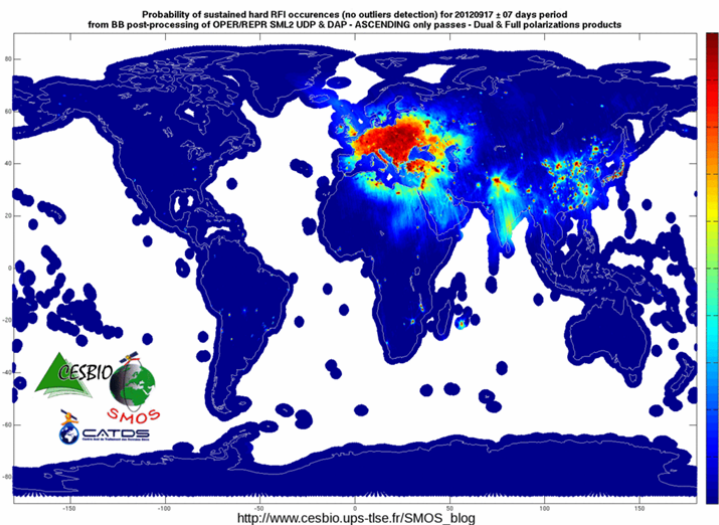 Probability of sustained hard RFI occurences (no outliers detection) for 20120917 ± 07 days period
from BB post-processing of OPER/REPR SML2 UDP & DAP - ASCENDING only passes - Dual & Full polarizations products
80
60
40
20
0
-20
-40
-60
-80
CESBIO
SMOS
CATDS
-150
-100
-50
0
50
100
150
http://www.cesbio.ups-tlse.fr/SMOS_blog